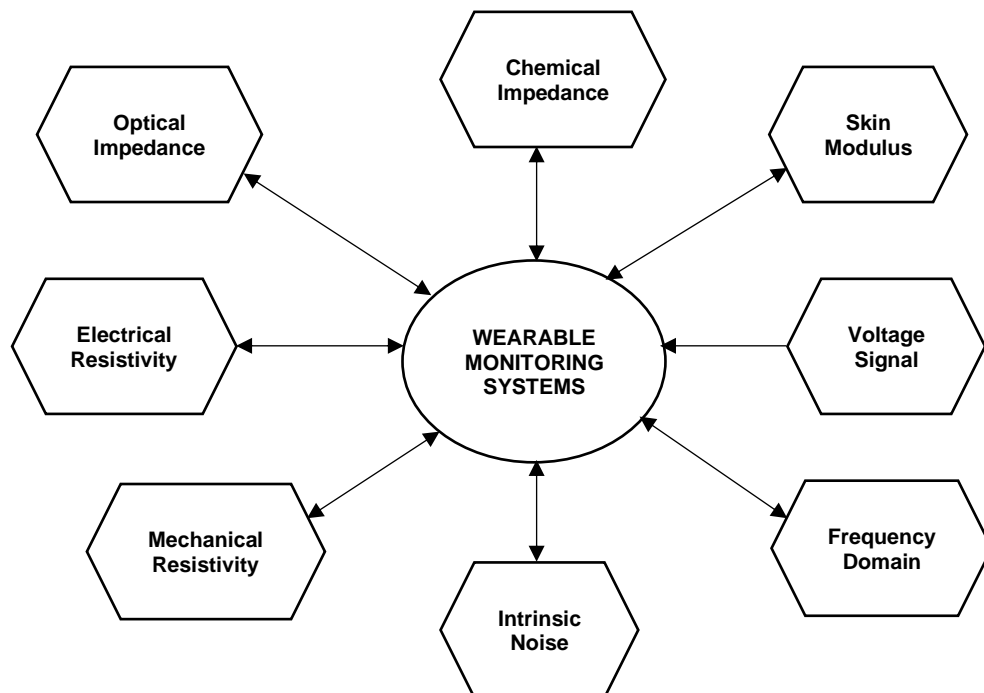 Chemical
Impedance
Optical
Impedance
Skin
Modulus
Electrical
Resistivity
WEARABLE
MONITORING
SYSTEMS
Voltage
Signal
Mechanical
Resistivity
Frequency
Domain
Intrinsic
Noise